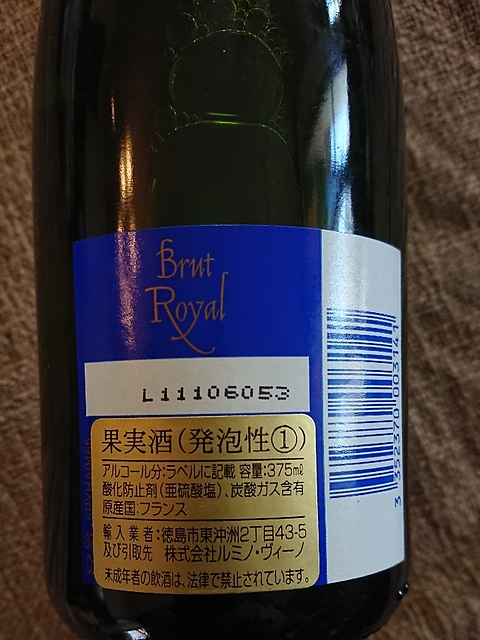 Brut
Royal
L11106053
果実酒(発泡性①)
アルコール分:ラベルに記載 容量:375㎖
酸化防止剤(亜硫酸塩)、炭酸ガス含有
原産国:フランス
輸入業者:徳島市東沖洲2丁目43-5
及び引取先 株式会社ルミノ・ヴィーノ
未成年者の飲酒は、法律で禁止されています。
3 352370 003141